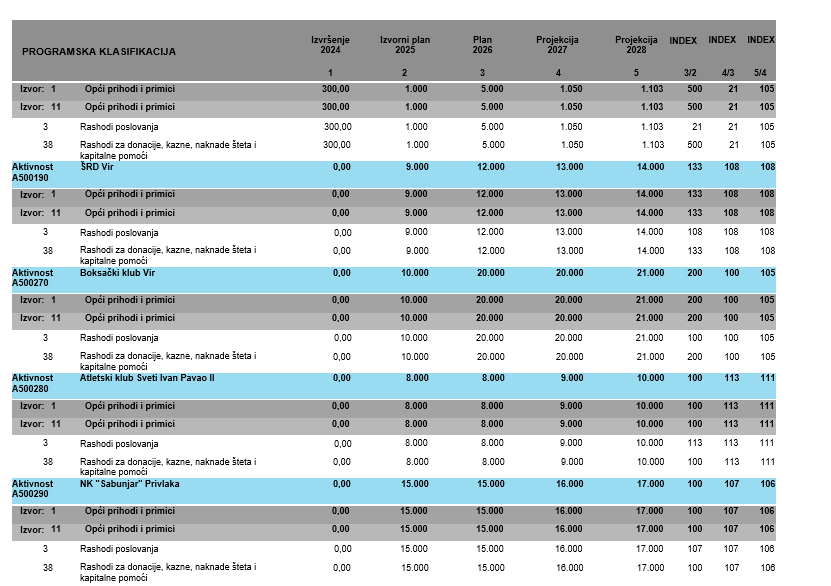 PROGRAMSKA KLASIFIKACIJA Izvršenje 2024 Izvorni plan 2025 Plan 2026 Projekcija 2027 Projekcija 2028 INDEX INDEX INDEX
1 2 3 4 5 3/2 4/3 5/4
Izvor: 1 Opći prihodi i primici 300,00 1.000 5.000 1.050 1.103 500 21 105
Izvor: 11 Opći prihodi i primici 300,00 1.000 5.000 1.050 1.103 500 21 105
3 Rashodi poslovanja 300,00 1.000 5.000 1.050 1.103 21 21 105
38 Rashodi za donacije, kazne, naknade šteta i 300,00 1.000 5.000 1.050 1.103 500 21 105
kapitalne pomoći
Aktivnost ŠRD Vir 0,00 9.000 12.000 13.000 14.000 133 108 108
A500190
Izvor: 1 Opći prihodi i primici 0,00 9.000 12.000 13.000 14.000 133 108 108
Izvor: 11 Opći prihodi i primici 0,00 9.000 12.000 13.000 14.000 133 108 108
3 Rashodi poslovanja 0,00 9.000 12.000 13.000 14.000 108 108 108
38 Rashodi za donacije, kazne, naknade šteta i 0,00 9.000 12.000 13.000 14.000 133 108 108
kapitalne pomoći
Aktivnost Boksački klub Vir 0,00 10.000 20.000 20.000 21.000 200 100 105
A500270
Izvor: 1 Opći prihodi i primici 0,00 10.000 20.000 20.000 21.000 200 100 105
Izvor: 11 Opći prihodi i primici 0,00 10.000 20.000 20.000 21.000 200 100 105
3 Rashodi poslovanja 0,00 10.000 20.000 20.000 21.000 100 100 105
38 Rashodi za donacije, kazne, naknade šteta i 0,00 10.000 20.000 20.000 21.000 200 100 105
kapitalne pomoći
Aktivnost Atletski klub Sveti Ivan Pavao II 0,00 8.000 8.000 9.000 10.000 100 113 111
A500280
Izvor: 1 Opći prihodi i primici 0,00 8.000 8.000 9.000 10.000 100 113 111
Izvor: 11 Opći prihodi i primici 0,00 8.000 8.000 9.000 10.000 100 113 111
3 Rashodi poslovanja 0,00 8.000 8.000 9.000 10.000 113 113 111
38 Rashodi za donacije, kazne, naknade šteta i 0,00 8.000 8.000 9.000 10.000 100 113 111
kapitalne pomoći
Aktivnost NK "Sabunjar" Privlaka 0,00 15.000 15.000 16.000 17.000 100 107 106
A500290
Izvor: 1 Opći prihodi i primici 0,00 15.000 15.000 16.000 17.000 100 107 106
Izvor: 11 Opći prihodi i primici 0,00 15.000 15.000 16.000 17.000 100 107 106
3 Rashodi poslovanja 0,00 15.000 15.000 16.000 17.000 107 107 106
38 Rashodi za donacije, kazne, naknade šteta i 0,00 15.000 15.000 16.000 17.000 100 107 106
kapitalne pomoći